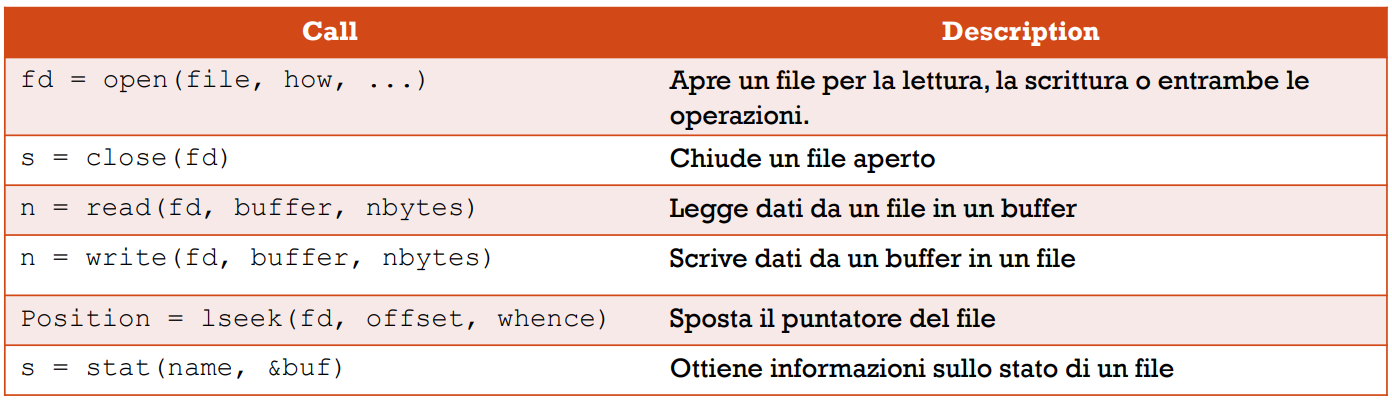 Call Description
fd = open(file, how, ...) Apre un file per la lettura, la scrittura o entrambe le
operazioni.
s = close(fd) Chiude un file aperto
n = read(fd, buffer, nbytes) Legge dati da un file in un buffer
n = write(fd, buffer, nbytes) Scrive dati da un buffer in un file
Position = lseek(fd, offset, whence) Sposta il puntatore del file
s = stat(name, &buf) Ottiene informazioni sullo stato di un file